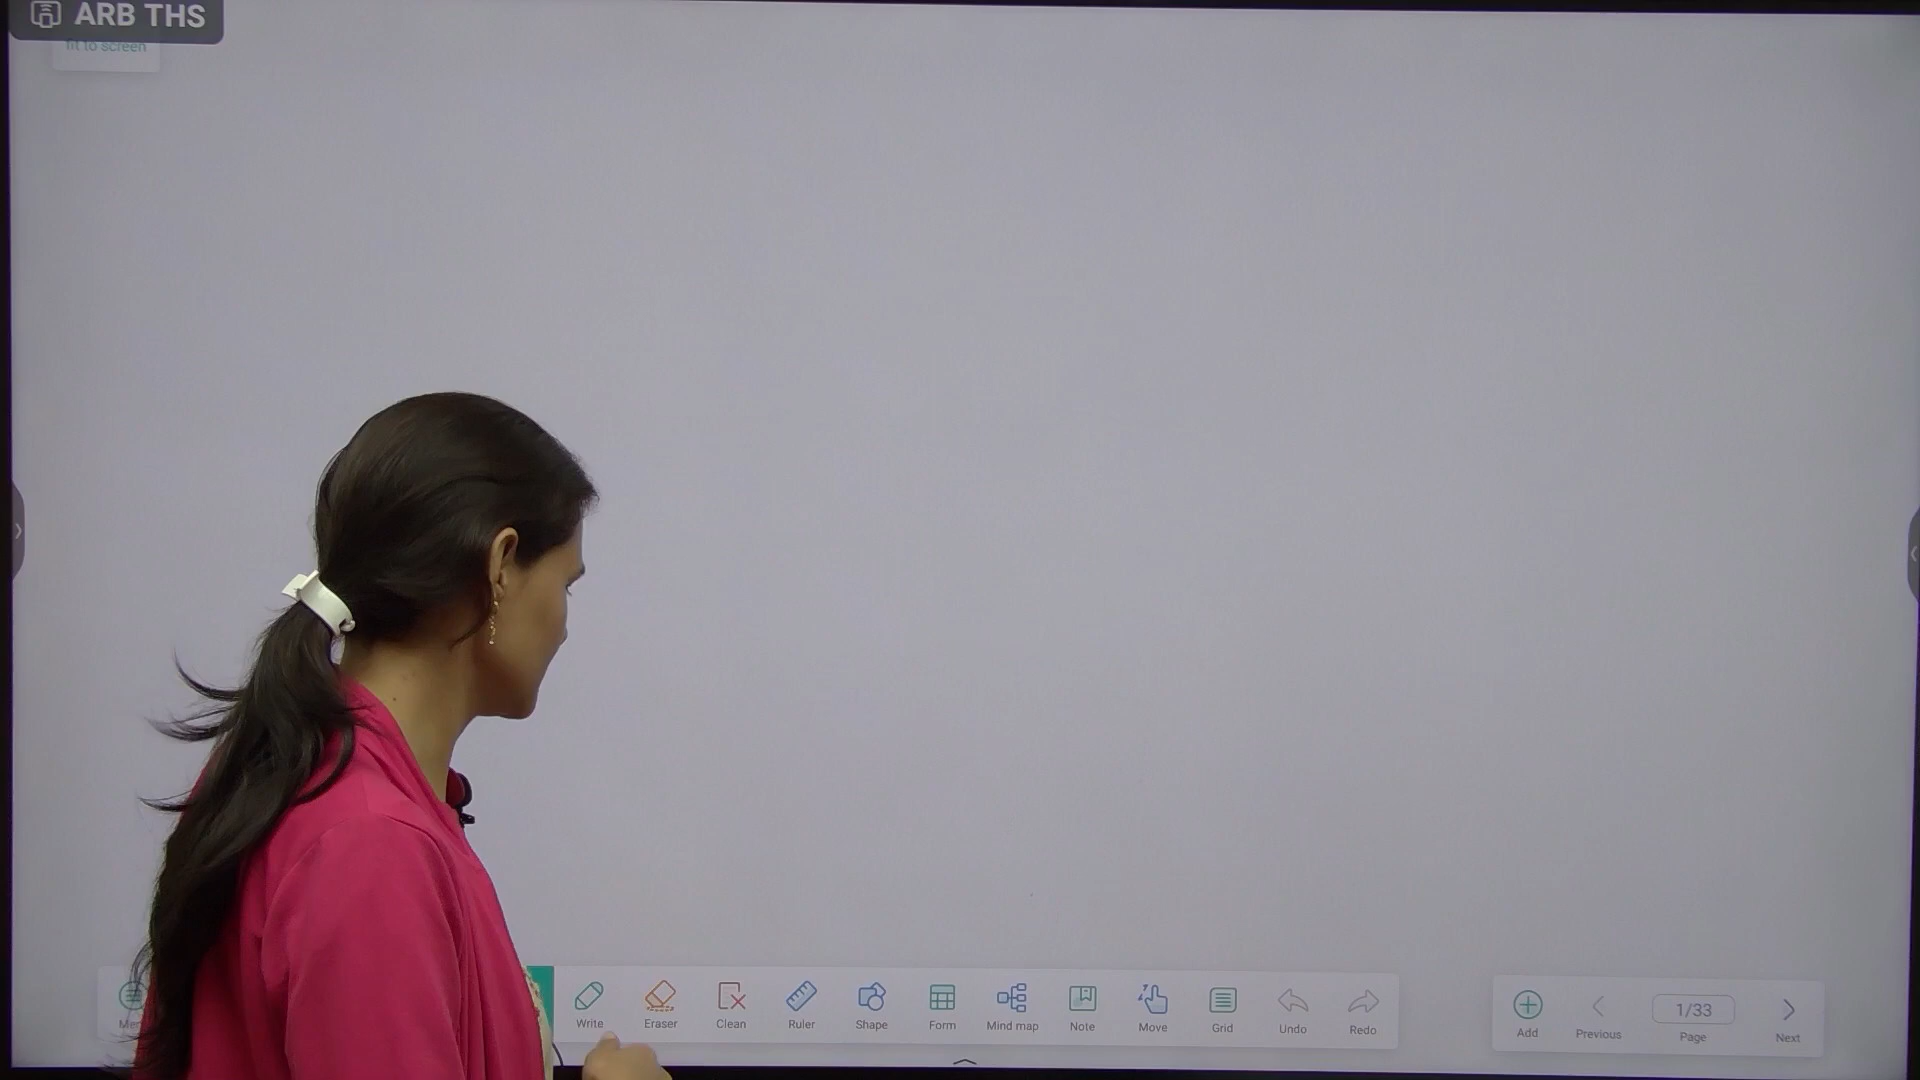 ARB THS
fit to screen
Write
Eraser
Clean
Ruler
Shape
Form
Mind map
Note
Move
Grid
Undo
Redo
Add
Previous
1/33
Page
Next